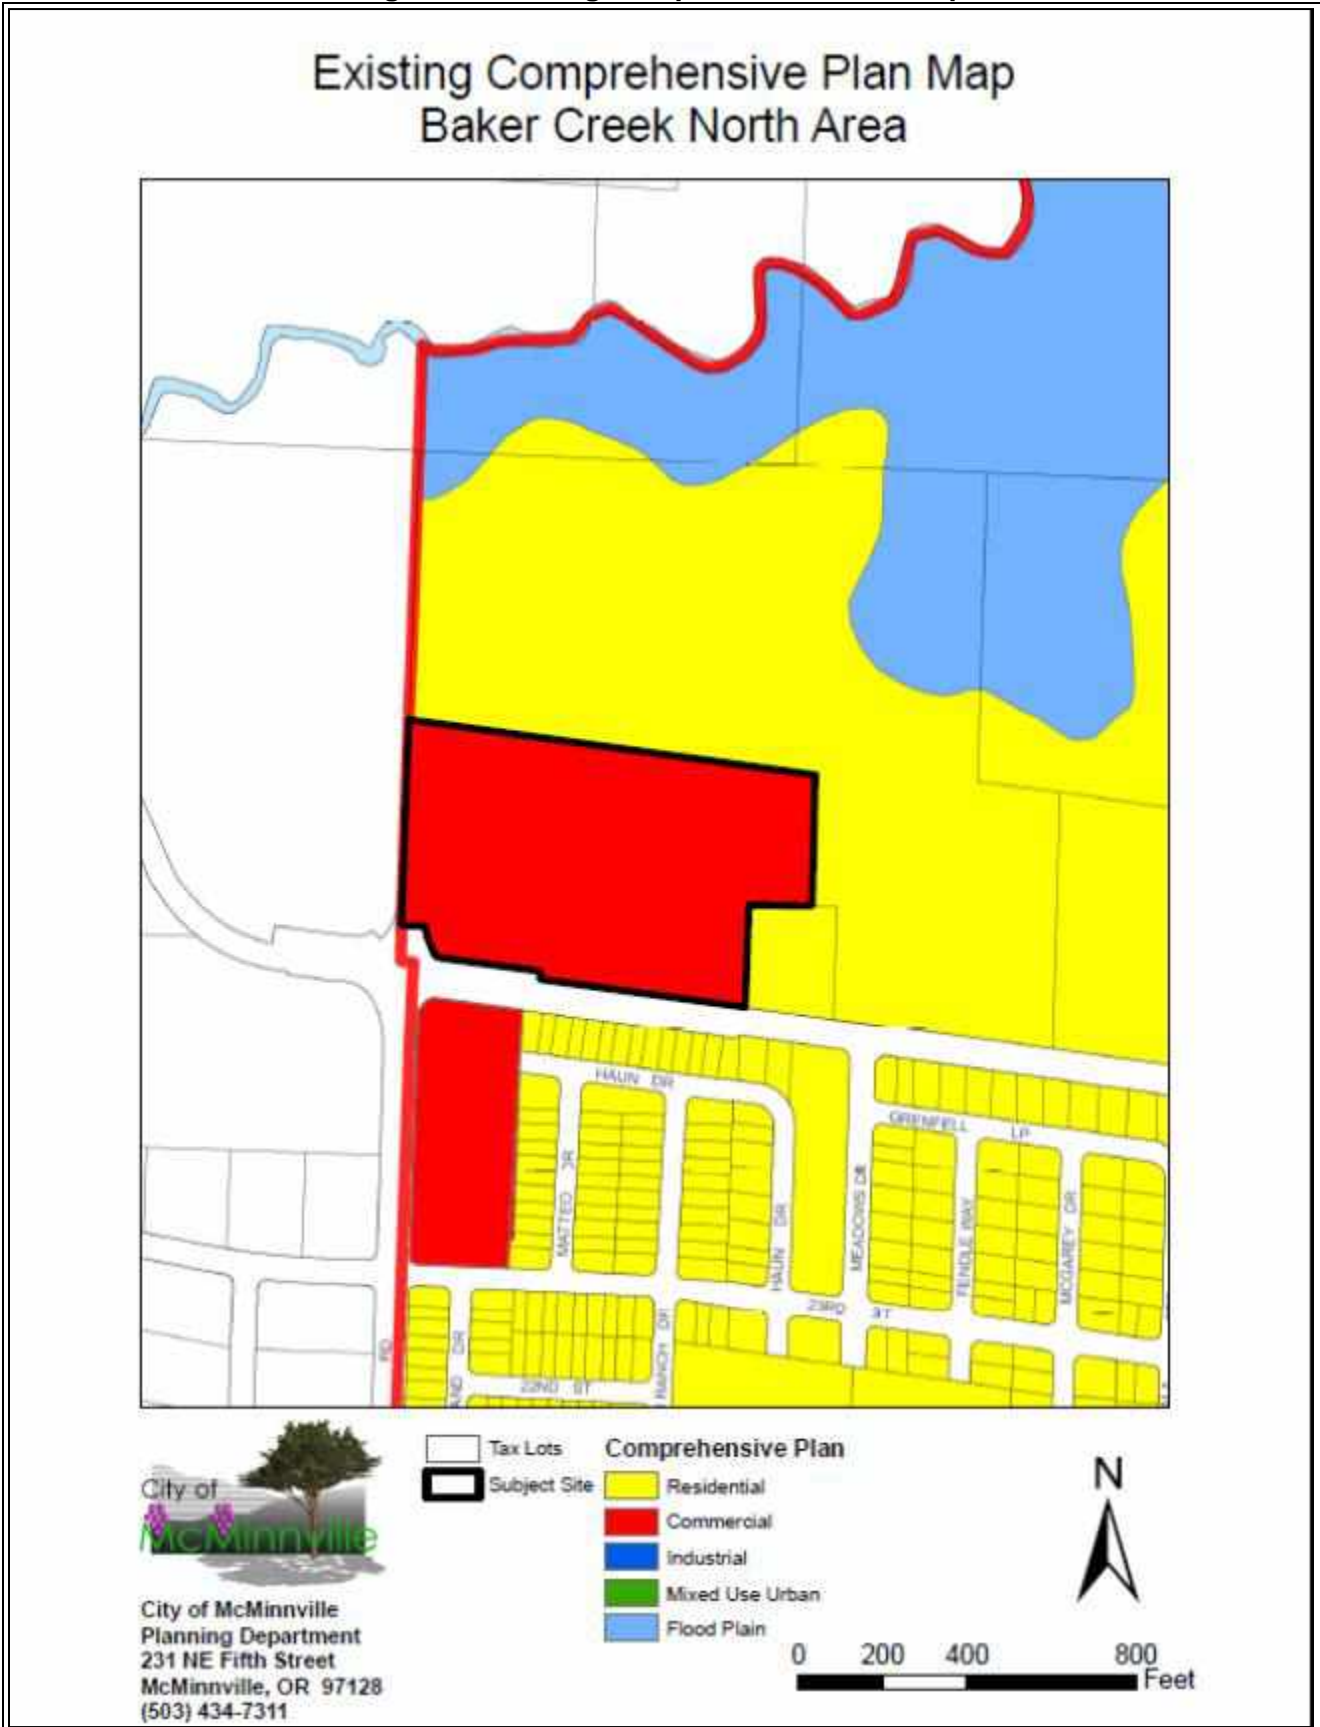 Existing Comprehensive Plan Map
Baker Creek North Area
HAUN DR
GRENFELL LP
MATTEO DR
HAUN DR
MEADOWS DR
FENDLE WAY
MCGAREY DR
23RD ST
RD
AND DR
RANCH DR
22ND ST
Tax Lots
Subject Site
Comprehensive Plan
Residential
Commercial
Industrial
Mixed Use Urban
Flood Plain
N
0 200 400 800
Feet
City of
McMinnville
City of McMinnville
Planning Department
231 NE Fifth Street
McMinnville, OR 97128
(503) 434-7311